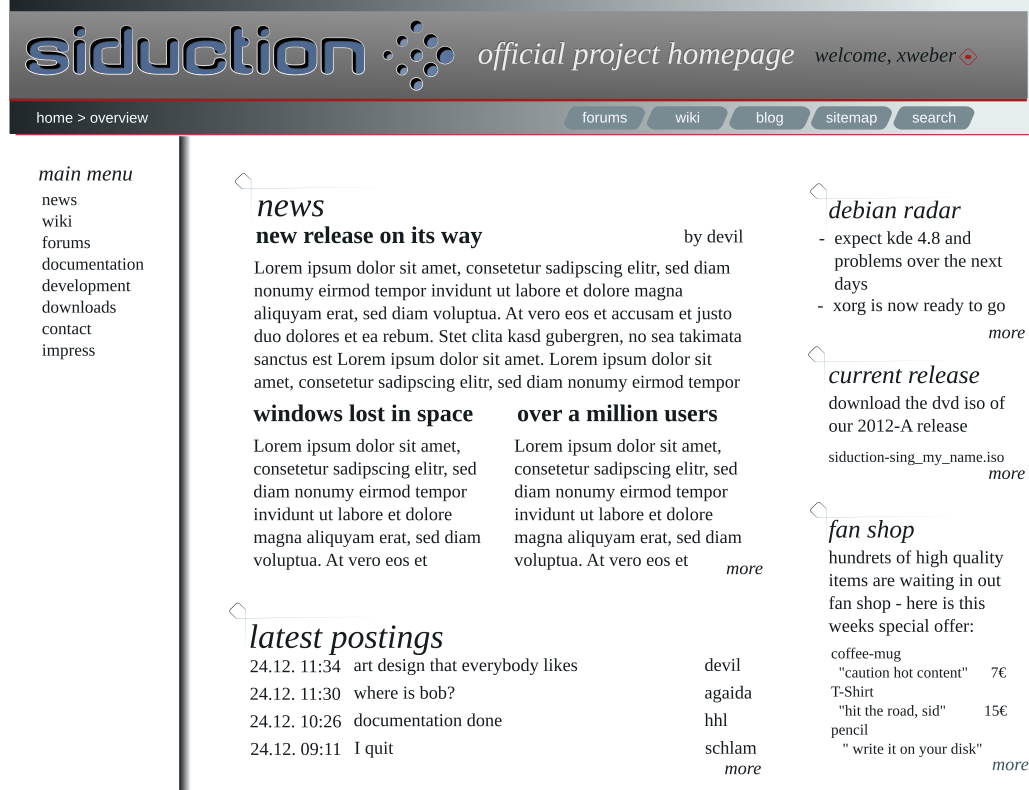 siduction official project homepage welcome, xweber
home > overview
forums wiki blog sitemap search
main menu
news
wiki
forums
documentation
development
downloads
contact
impress
news
new release on its way by devil
Lorem ipsum dolor sit amet, consetetur sadipscing elitr, sed diam
nonumy eirmod tempor invidunt ut labore et dolore magna
aliquyam erat, sed diam voluptua. At vero eos et accusam et justo
duo dolores et ea rebum. Stet clita kasd gubergren, no sea takimata
sanctus est Lorem ipsum dolor sit amet. Lorem ipsum dolor sit
amet, consetetur sadipscing elitr, sed diam nonumy eirmod tempor
windows lost in space
Lorem ipsum dolor sit amet,
consetetur sadipscing elitr, sed
diam nonumy eirmod tempor
invidunt ut labore et dolore
magna aliquyam erat, sed diam
voluptua. At vero eos et
over a million users
Lorem ipsum dolor sit amet,
consetetur sadipscing elitr, sed
diam nonumy eirmod tempor
invidunt ut labore et dolore
magna aliquyam erat, sed diam
voluptua. At vero eos et
more
latest postings
24.12. 11:34 art design that everybody likes devil
24.12. 11:30 where is bob? agaida
24.12. 10:26 documentation done hhl
24.12. 09:11 I quit schlam
more
debian radar
- expect kde 4.8 and
problems over the next
days
- xorg is now ready to go
more
current release
download the dvd iso of
our 2012-A release
siduction-sing_my_name.iso
more
fan shop
hundrets of high quality
items are waiting in out
fan shop - here is this
weeks special offer:
coffee-mug
"caution hot content" 7€
T-Shirt
"hit the road, sid" 15€
pencil
" write it on your disk"
more